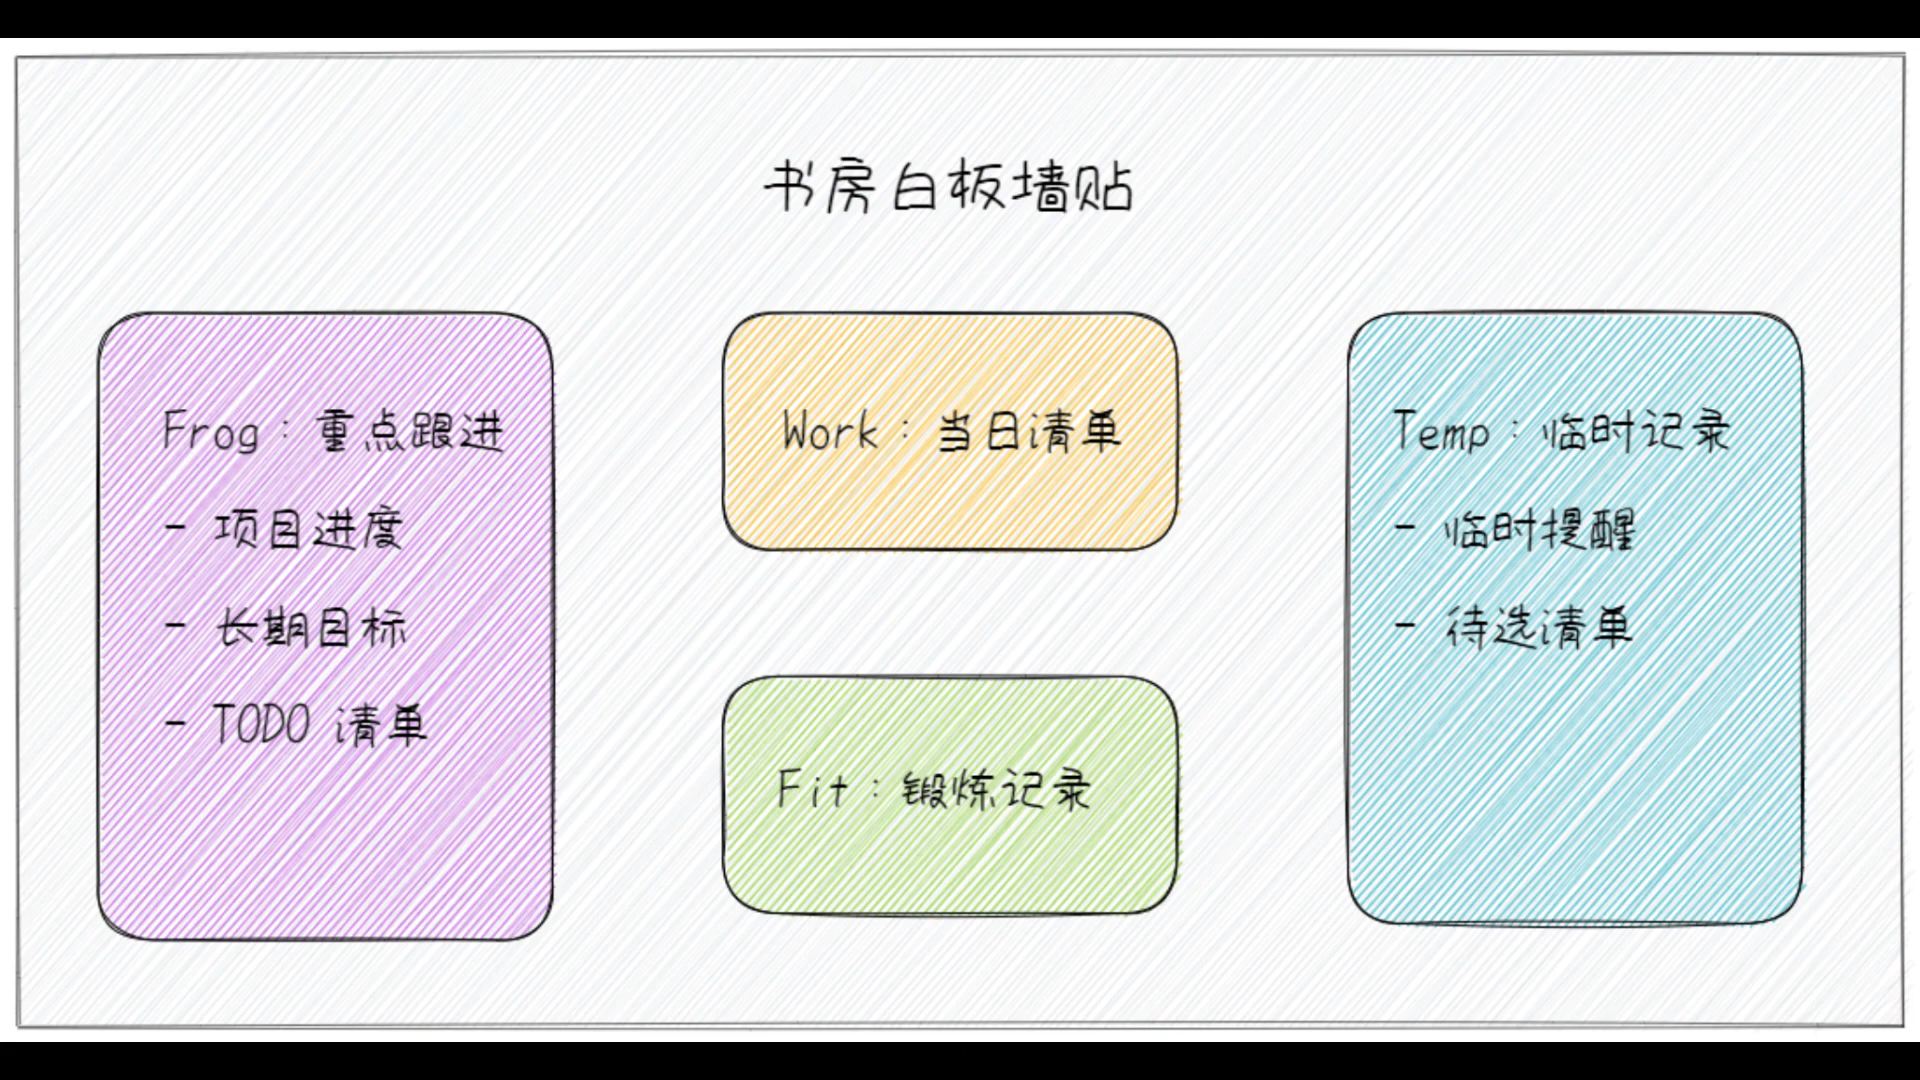 书房白板墙贴
Frog：重点跟进
- 项目进度
- 长期目标
- TODO 清单
Work：当日清单
Fit：锻炼记录
Temp：临时记录
- 临时提醒
- 待选清单